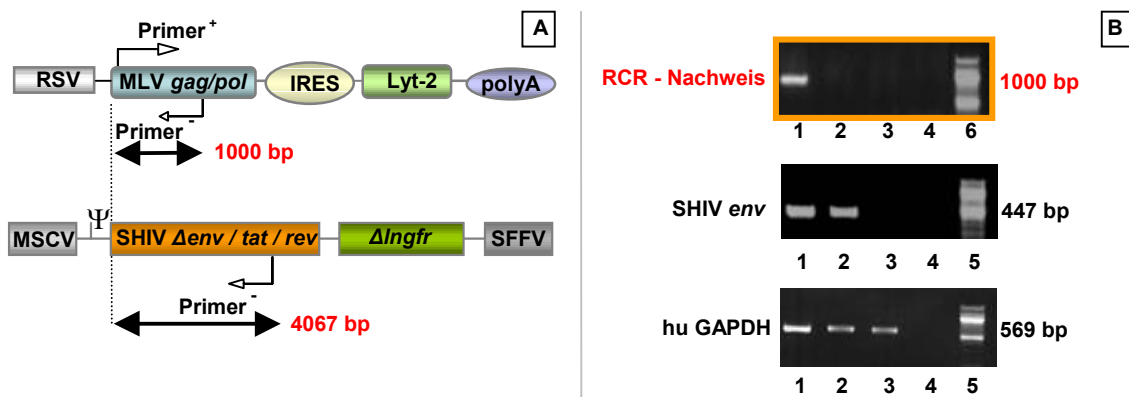 A
Primer +
RSV MLV gag/pol IRES Lyt-2 polyA
Primer -
1000 bp
Ψ
MSCV SHIV Δenv / tat / rev Δlngfr SFFV
Primer -
4067 bp
B
RCR - Nachweis 1000 bp
1 2 3 4 6
SHIV env 447 bp
1 2 3 4 5
hu GAPDH 569 bp
1 2 3 4 5